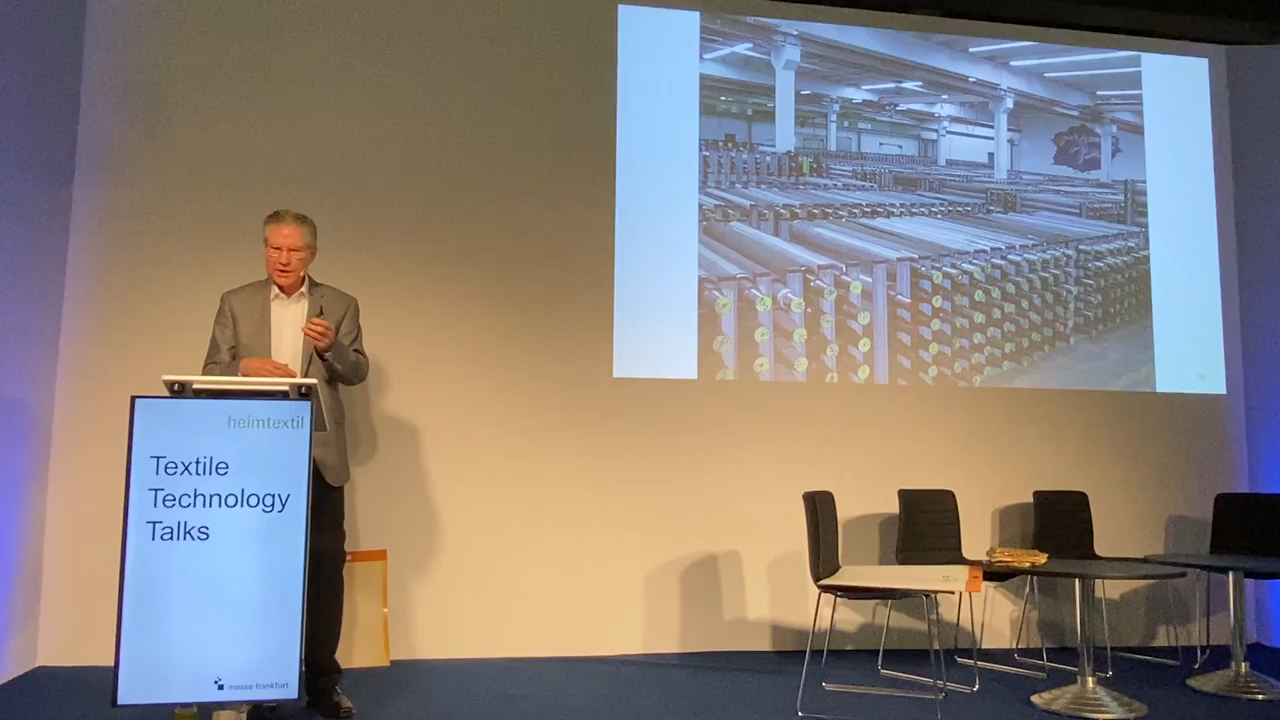 heimtextil
Textile
Technology
Talks
messe frankfurt